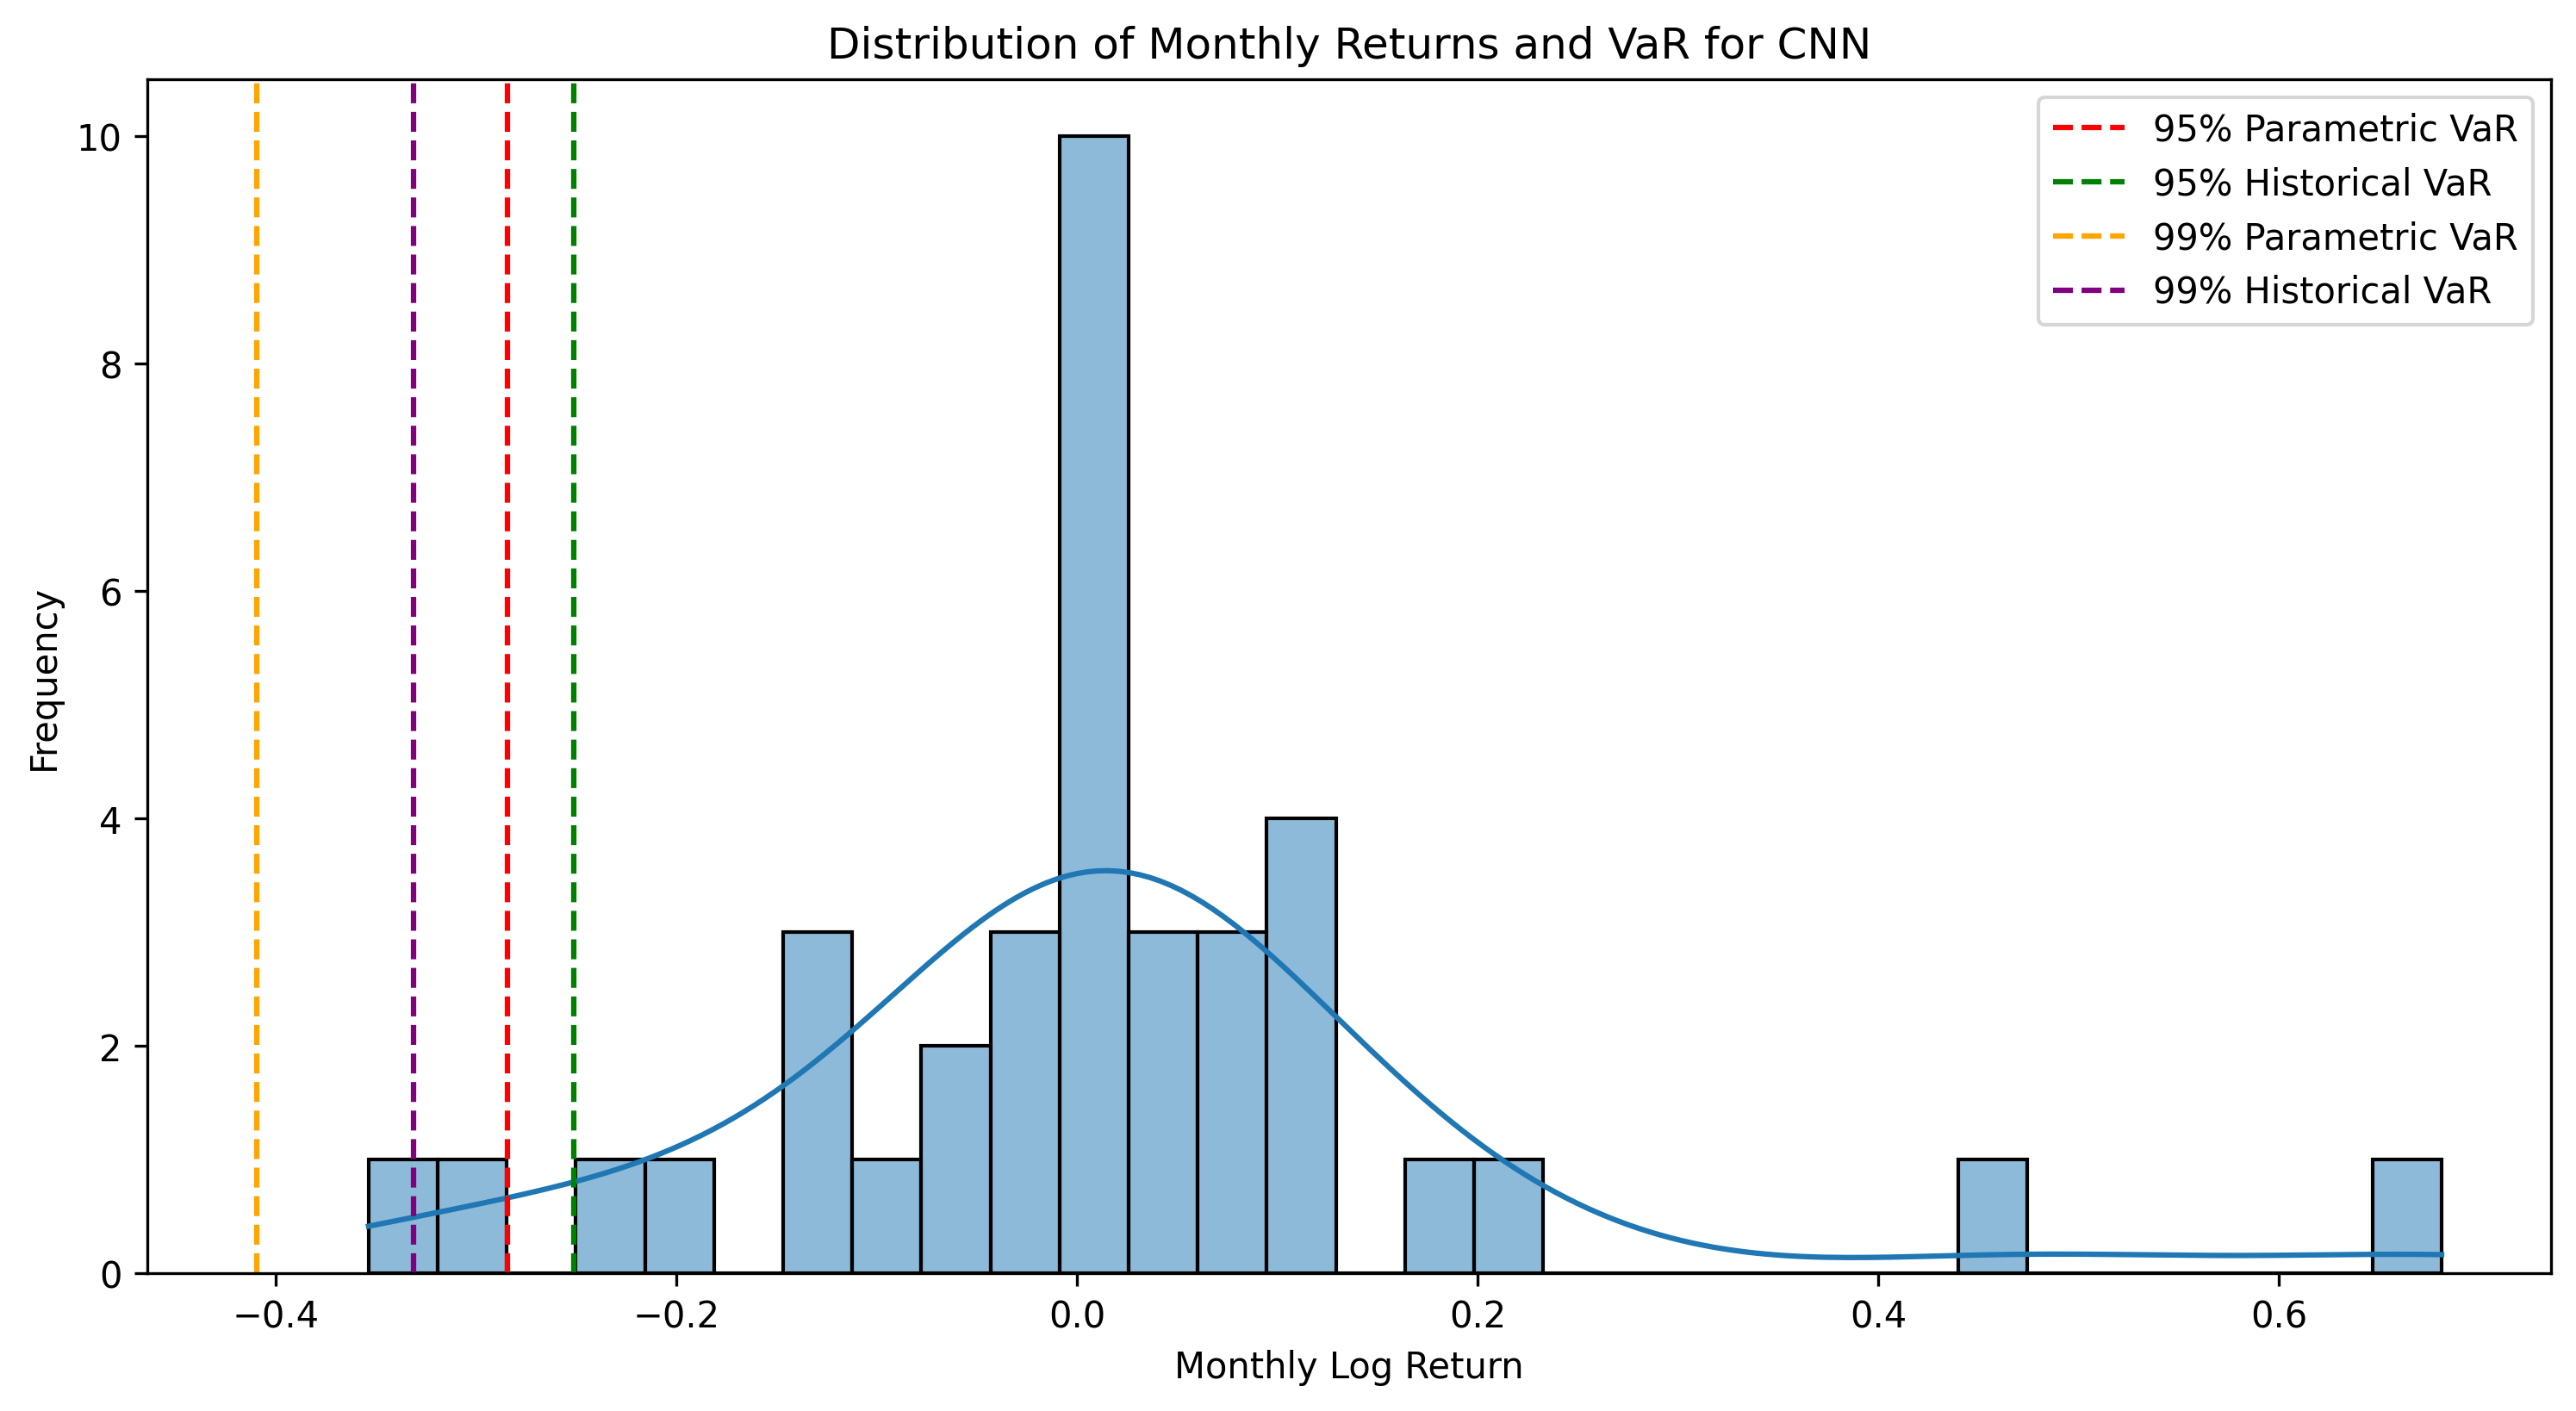 Distribution of Monthly Returns and VaR for CNN
95% Parametric VaR
95% Historical VaR
99% Parametric VaR
99% Historical VaR
10
8
6
4
2
0
Frequency
−0.4 −0.2 0.0 0.2 0.4 0.6
Monthly Log Return